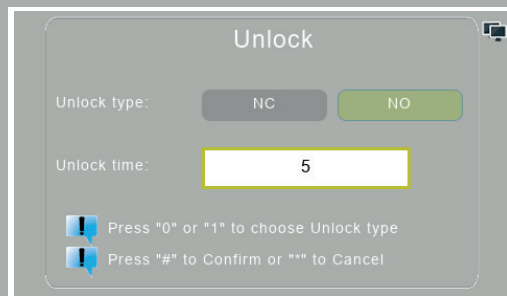 Unlock
Unlock type: NC NO
Unlock time: 5
Press "0" or "1" to choose Unlock type
Press "#" to Confirm or "*" to Cancel